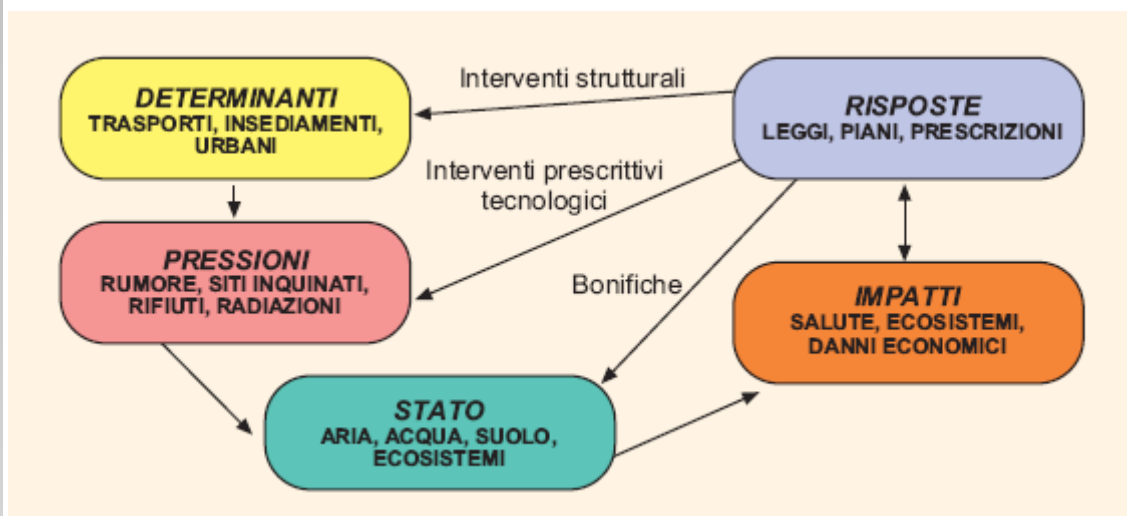 DETERMINANTI
TRASPORTI, INSEDIAMENTI,
URBANI
Interventi strutturali
RISPOSTE
LEGGI, PIANI, PRESCRIZIONI
Interventi prescrittivi
tecnologici
PRESSIONI
RUMORE, SITI INQUINATI,
RIFIUTI, RADIAZIONI
Bonifiche
IMPATTI
SALUTE, ECOSISTEMI,
DANNI ECONOMICI
STATO
ARIA, ACQUA, SUOLO,
ECOSISTEMI